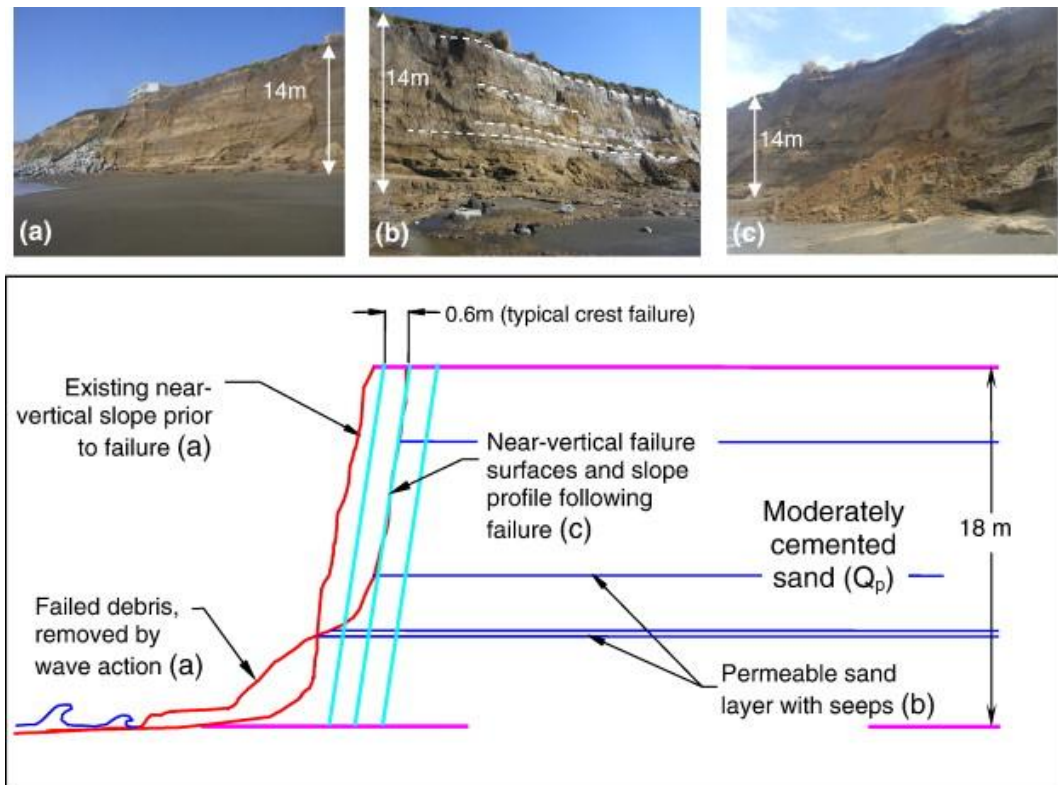 14m
(a)
14m
(b)
14m
(c)
0.6m (typical crest failure)
Existing near-
vertical slope prior
to failure (a)
Near-vertical failure
surfaces and slope
profile following
failure (c)
Moderately
cemented
sand (Qp)
18 m
Failed debris,
removed by
wave action (a)
Permeable sand
layer with seeps (b)